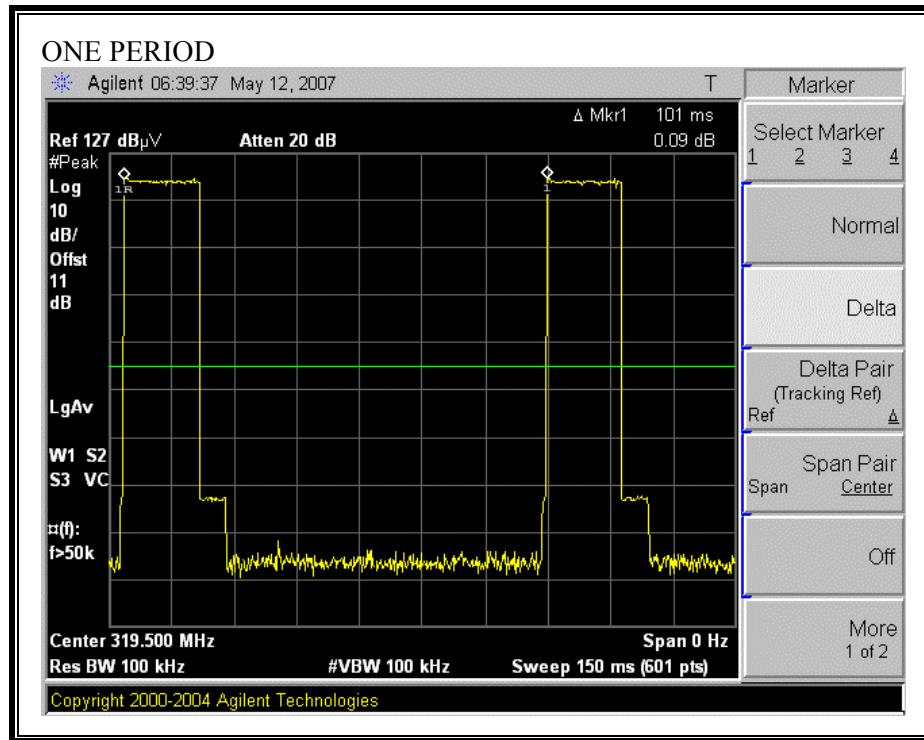 ONE PERIOD
Agilent 06:39:37 May 12, 2007 T
Marker
Δ Mkr1 101 ms
Ref 127 dBμV Atten 20 dB 0.09 dB
#Peak
Log
10
dB/
Offst
11
dB
LgAv
W1 S2
S3 VC
¤(f):
f>50k
1R
1
Center 319.500 MHz Span 0 Hz
Res BW 100 kHz #VBW 100 kHz Sweep 150 ms (601 pts)
Copyright 2000-2004 Agilent Technologies
Select Marker
1 2 3 4
Normal
Delta
Delta Pair
(Tracking Ref)
Ref Δ
Span Pair
Span Center
Off
More
1 of 2